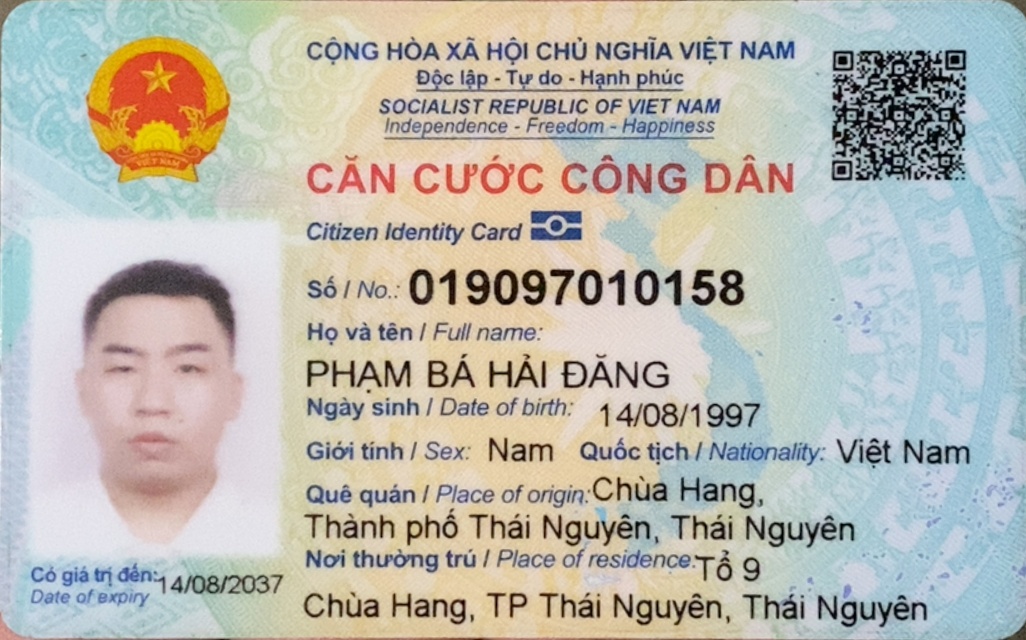 CỘNG HÒA XÃ HỘI CHỦ NGHĨA VIỆT NAM
Độc lập - Tự do - Hạnh phúc
SOCIALIST REPUBLIC OF VIET NAM
Independence - Freedom - Happiness
CĂN CƯỚC CÔNG DÂN
Citizen Identity Card
Số / No.: 019097010158
Họ và tên / Full name:
PHẠM BÁ HẢI ĐĂNG
Ngày sinh / Date of birth: 14/08/1997
Giới tính / Sex: Nam Quốc tịch / Nationality: Việt Nam
Quê quán / Place of origin: Chùa Hang,
Thành phố Thái Nguyên, Thái Nguyên
Nơi thường trú / Place of residence: Tổ 9
Chùa Hang, TP Thái Nguyên, Thái Nguyên
Có giá trị đến: 14/08/2037
Date of expiry
VIỆT NAM